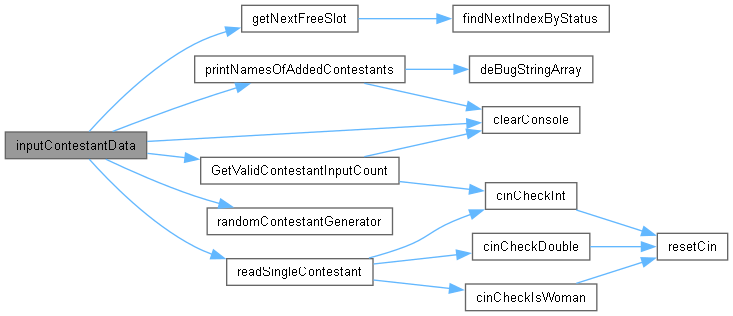 inputContestantData
getNextFreeSlot
findNextIndexByStatus
printNamesOfAddedContestants
deBugStringArray
clearConsole
GetValidContestantInputCount
cinCheckInt
randomContestantGenerator
readSingleContestant
cinCheckDouble
resetCin
cinCheckIsWoman